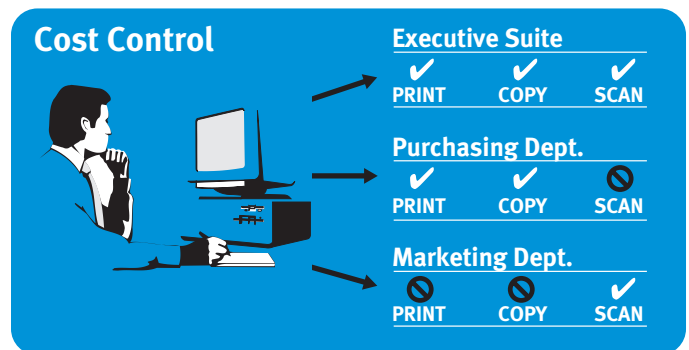 Cost Control
Executive Suite
PRINT COPY SCAN
Purchasing Dept.
PRINT COPY SCAN
Marketing Dept.
PRINT COPY SCAN